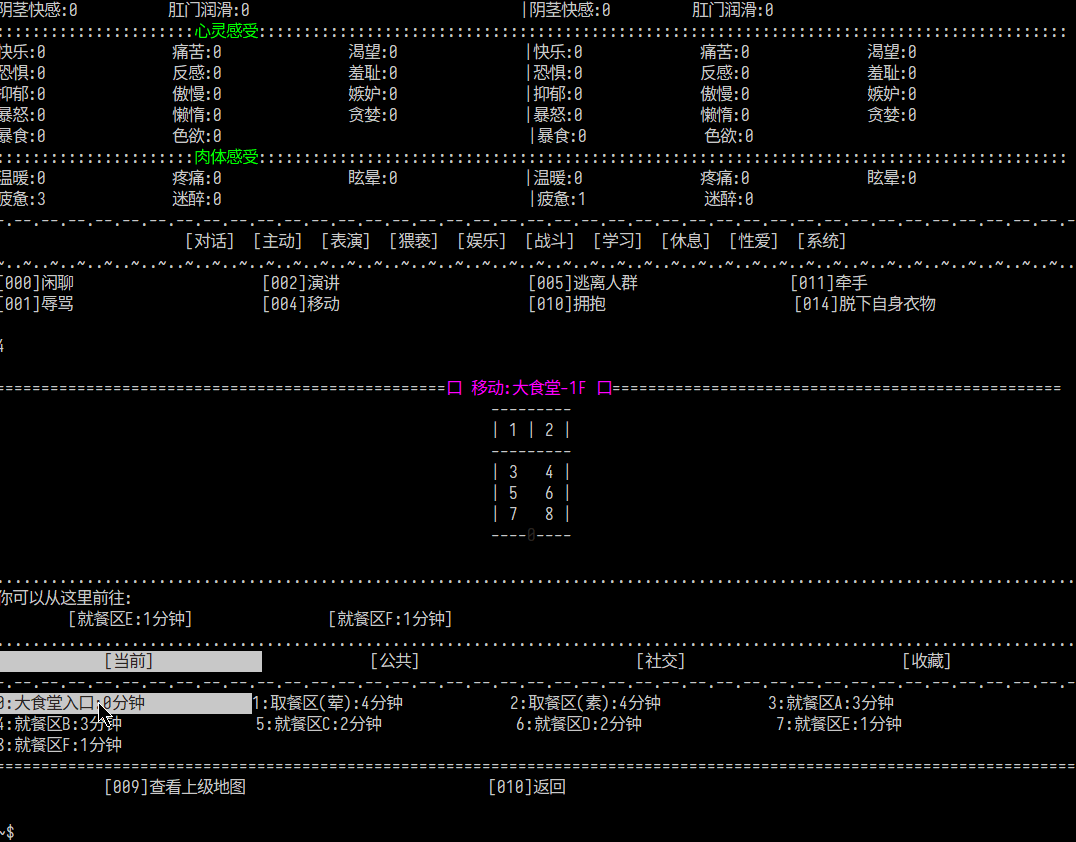 阴茎快感:0 肛门润滑:0 |阴茎快感:0 肛门润滑:0
::::::::::::::::::::::心灵感受::::::::::::::::::::::
快乐:0 痛苦:0 渴望:0 |快乐:0 痛苦:0 渴望:0
恐惧:0 反感:0 羞耻:0 |恐惧:0 反感:0 羞耻:0
抑郁:0 傲慢:0 嫉妒:0 |抑郁:0 傲慢:0 嫉妒:0
暴怒:0 懒惰:0 贪婪:0 |暴怒:0 懒惰:0 贪婪:0
暴食:0 色欲:0 |暴食:0 色欲:0
::::::::::::::::::::::肉体感受::::::::::::::::::::::
温暖:0 疼痛:0 眩晕:0 |温暖:0 疼痛:0 眩晕:0
疲惫:3 迷醉:0 |疲惫:1 迷醉:0
[对话] [主动] [表演] [猥亵] [娱乐] [战斗] [学习] [休息] [性爱] [系统]
[000]闲聊 [002]演讲 [005]逃离人群 [011]牵手
[001]辱骂 [004]移动 [010]拥抱 [014]脱下自身衣物
4
口 移动:大食堂-1F 口
---------
| 1 | 2 |
---------
| 3   4 |
| 5   6 |
| 7   8 |
----0----
你可以从这里前往:
[就餐区E:1分钟] [就餐区F:1分钟]
[当前] [公共] [社交] [收藏]
0:大食堂入口:0分钟 1:取餐区(荤):4分钟 2:取餐区(素):4分钟 3:就餐区A:3分钟
4:就餐区B:3分钟 5:就餐区C:2分钟 6:就餐区D:2分钟 7:就餐区E:1分钟
8:就餐区F:1分钟
[009]查看上级地图 [010]返回
~$